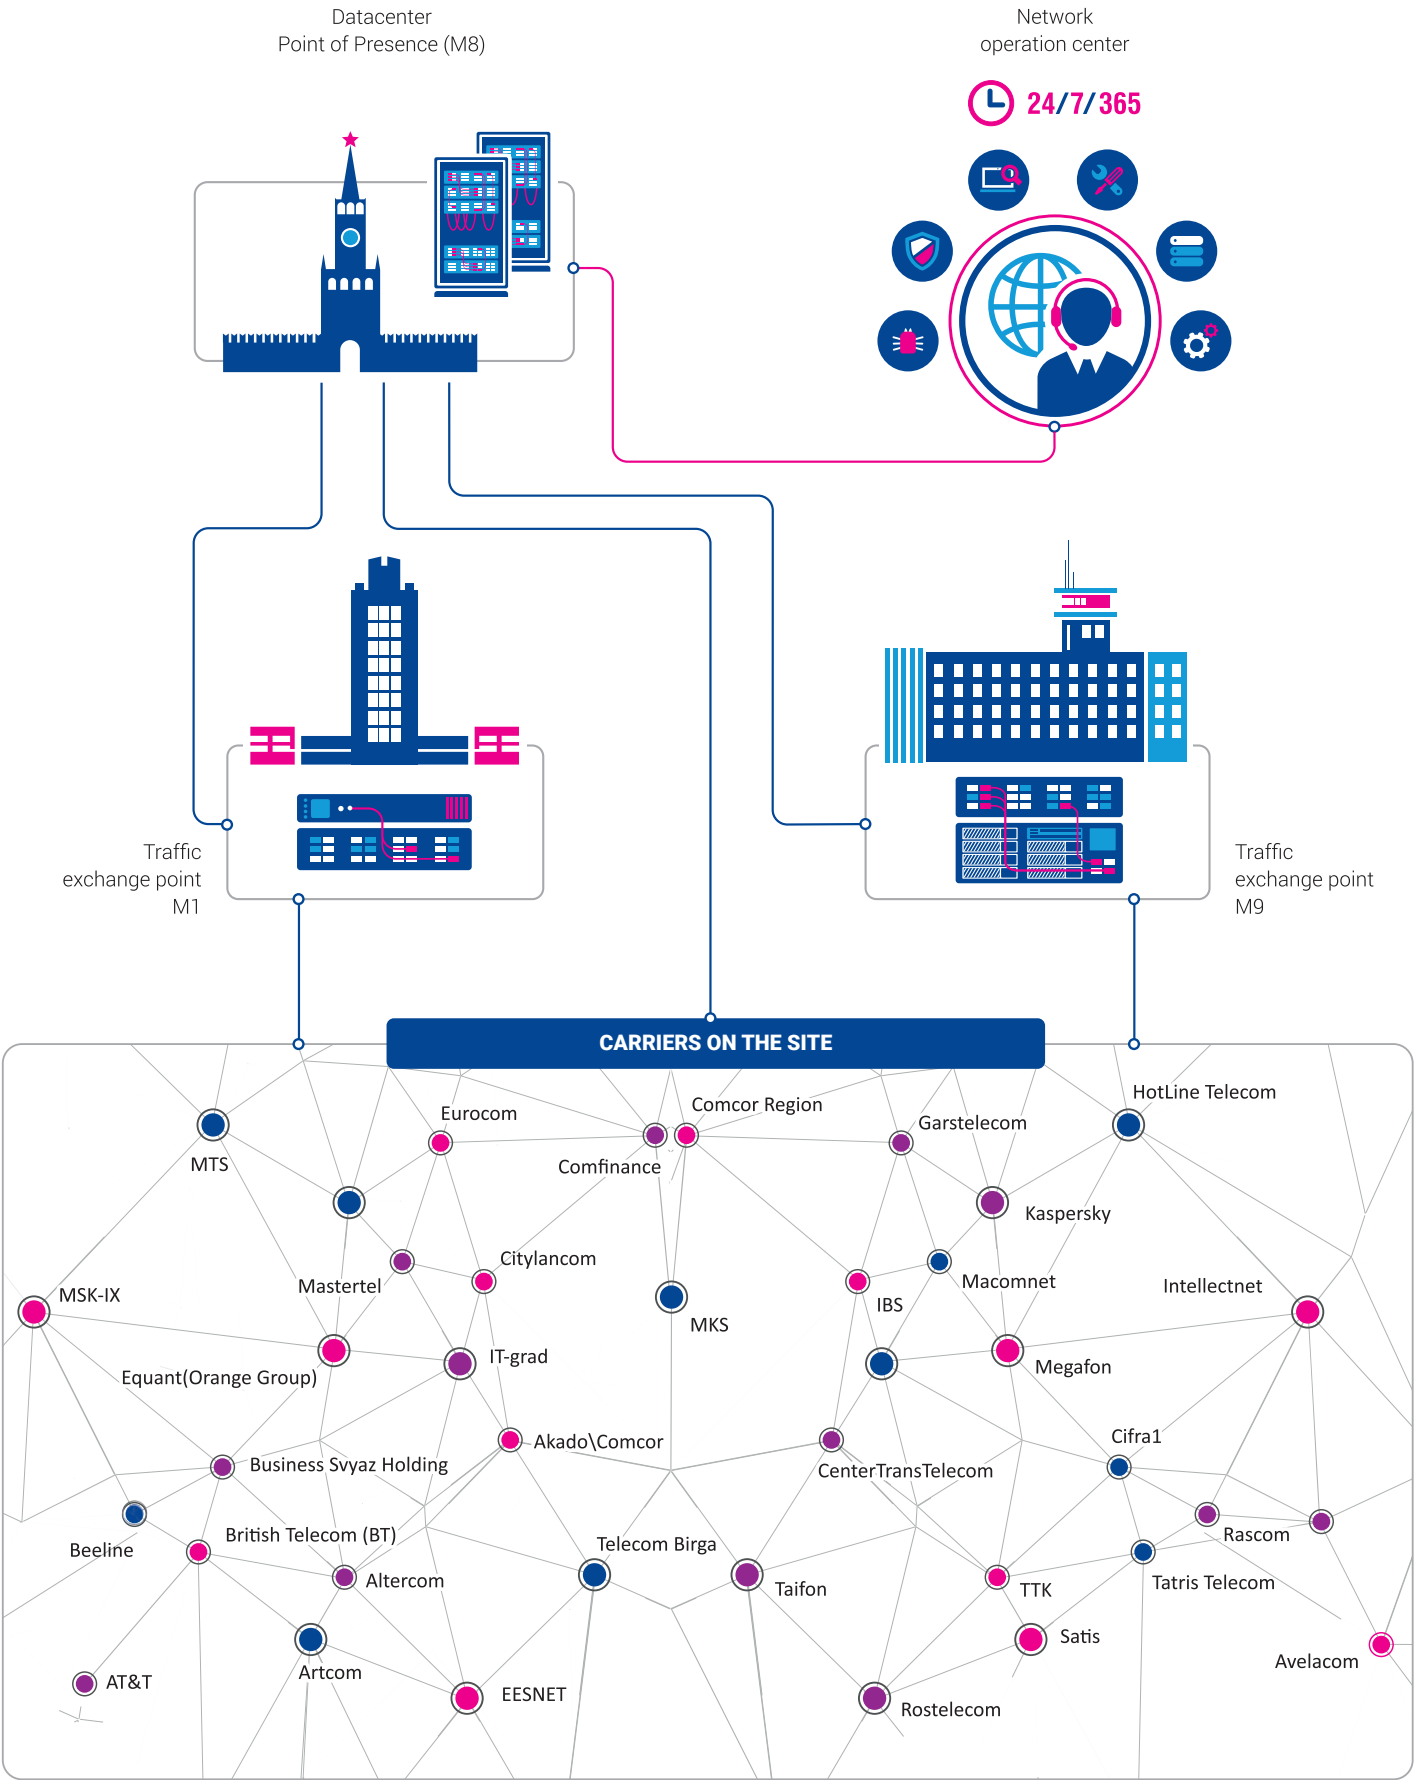 Datacenter
Point of Presence (M8)
Network
operation center
24/7/365
Traffic
exchange point
M1
Traffic
exchange point
M9
CARRIERS ON THE SITE
HotLine Telecom
Comcor Region
Eurocom
Garstelecom
MTS
Comfinance
Kaspersky
Citylancom
Mastertel
Macomnet
Intellectnet
MSK-IX
IBS
MKS
IT-grad
Megafon
Equant(Orange Group)
Cifra1
Akado\Comcor
Business Svyaz Holding
CenterTransTelecom
British Telecom (BT)
Rascom
Beeline
Telecom Birga
Altercom
Tatris Telecom
Taifon
TTK
Satis
Avelacom
Artcom
AT&T
EESNET
Rostelecom